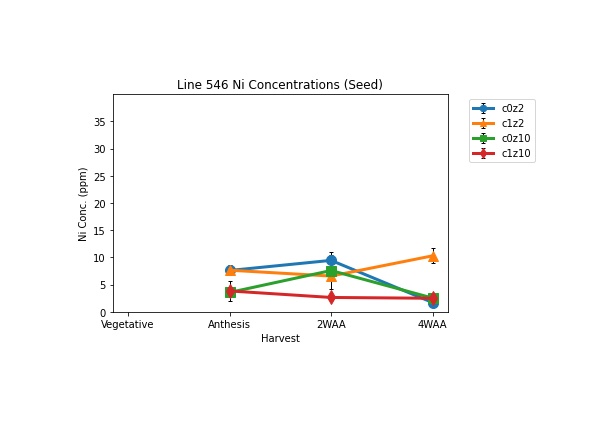 Line 546 Ni Concentrations (Seed)
c0z2
c1z2
c0z10
c1z10
Ni Conc. (ppm)
35
30
25
20
15
10
5
0
Vegetative Anthesis 2WAA 4WAA
Harvest